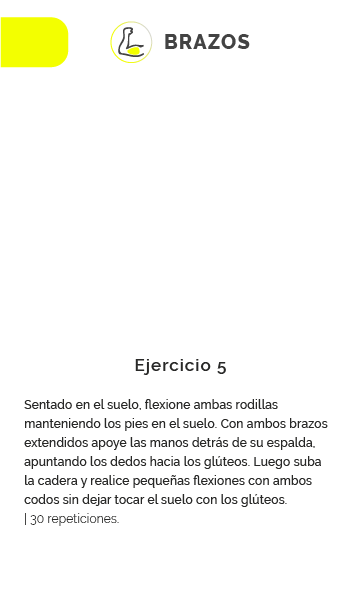 BRAZOS
Ejercicio 5
Sentado en el suelo, flexione ambas rodillas
manteniendo los pies en el suelo. Con ambos brazos
extendidos apoye las manos detrás de su espalda,
apuntando los dedos hacia los glúteos. Luego suba
la cadera y realice pequeñas flexiones con ambos
codos sin dejar tocar el suelo con los glúteos.
| 30 repeticiones.